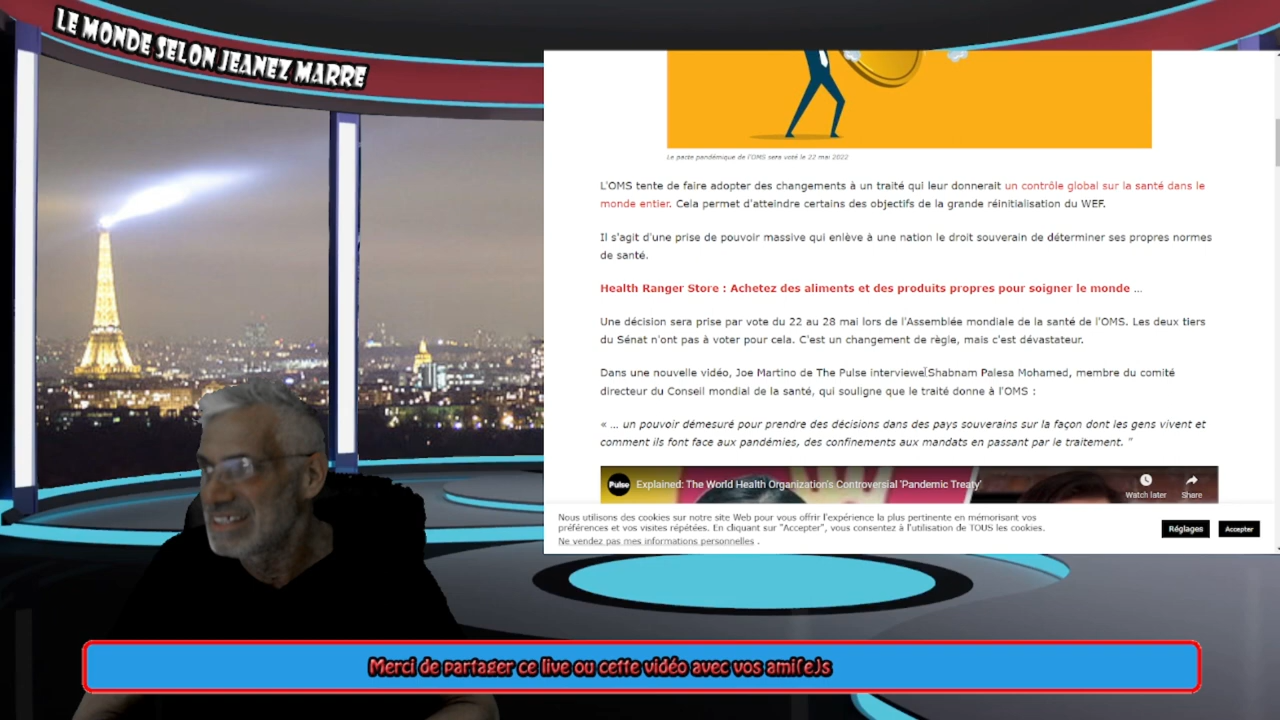 LE MONDE SELON JEANEZ MARRE
Le pacte pandémique de l'OMS sera voté le 22 mai 2022
L'OMS tente de faire adopter des changements à un traité qui leur donnerait un contrôle global sur la santé dans le
monde entier. Cela permet d'atteindre certains des objectifs de la grande réinitialisation du WEF.
Il s'agit d'une prise de pouvoir massive qui enlève à une nation le droit souverain de déterminer ses propres normes
de santé.
Health Ranger Store : Achetez des aliments et des produits propres pour soigner le monde ...
Une décision sera prise par vote du 22 au 28 mai lors de l'Assemblée mondiale de la santé de l'OMS. Les deux tiers
du Sénat n'ont pas à voter pour cela. C'est un changement de règle, mais c'est dévastateur.
Dans une nouvelle vidéo, Joe Martino de The Pulse interviewe Shabnam Palesa Mohamed, membre du comité
directeur du Conseil mondial de la santé, qui souligne que le traité donne à l'OMS :
« ... un pouvoir démesuré pour prendre des décisions dans des pays souverains sur la façon dont les gens vivent et
comment ils font face aux pandémies, des confinements aux mandats en passant par le traitement. "
Pulse Explained: The World Health Organization's Controversial 'Pandemic Treaty'
Watch later Share
Nous utilisons des cookies sur notre site Web pour vous offrir l'expérience la plus pertinente en mémorisant vos
préférences et vos visites répétées. En cliquant sur "Accepter", vous consentez à l'utilisation de TOUS les cookies.
Ne vendez pas mes informations personnelles .
Réglages Accepter
Merci de partager ce live ou cette vidéo avec vos ami(e)s